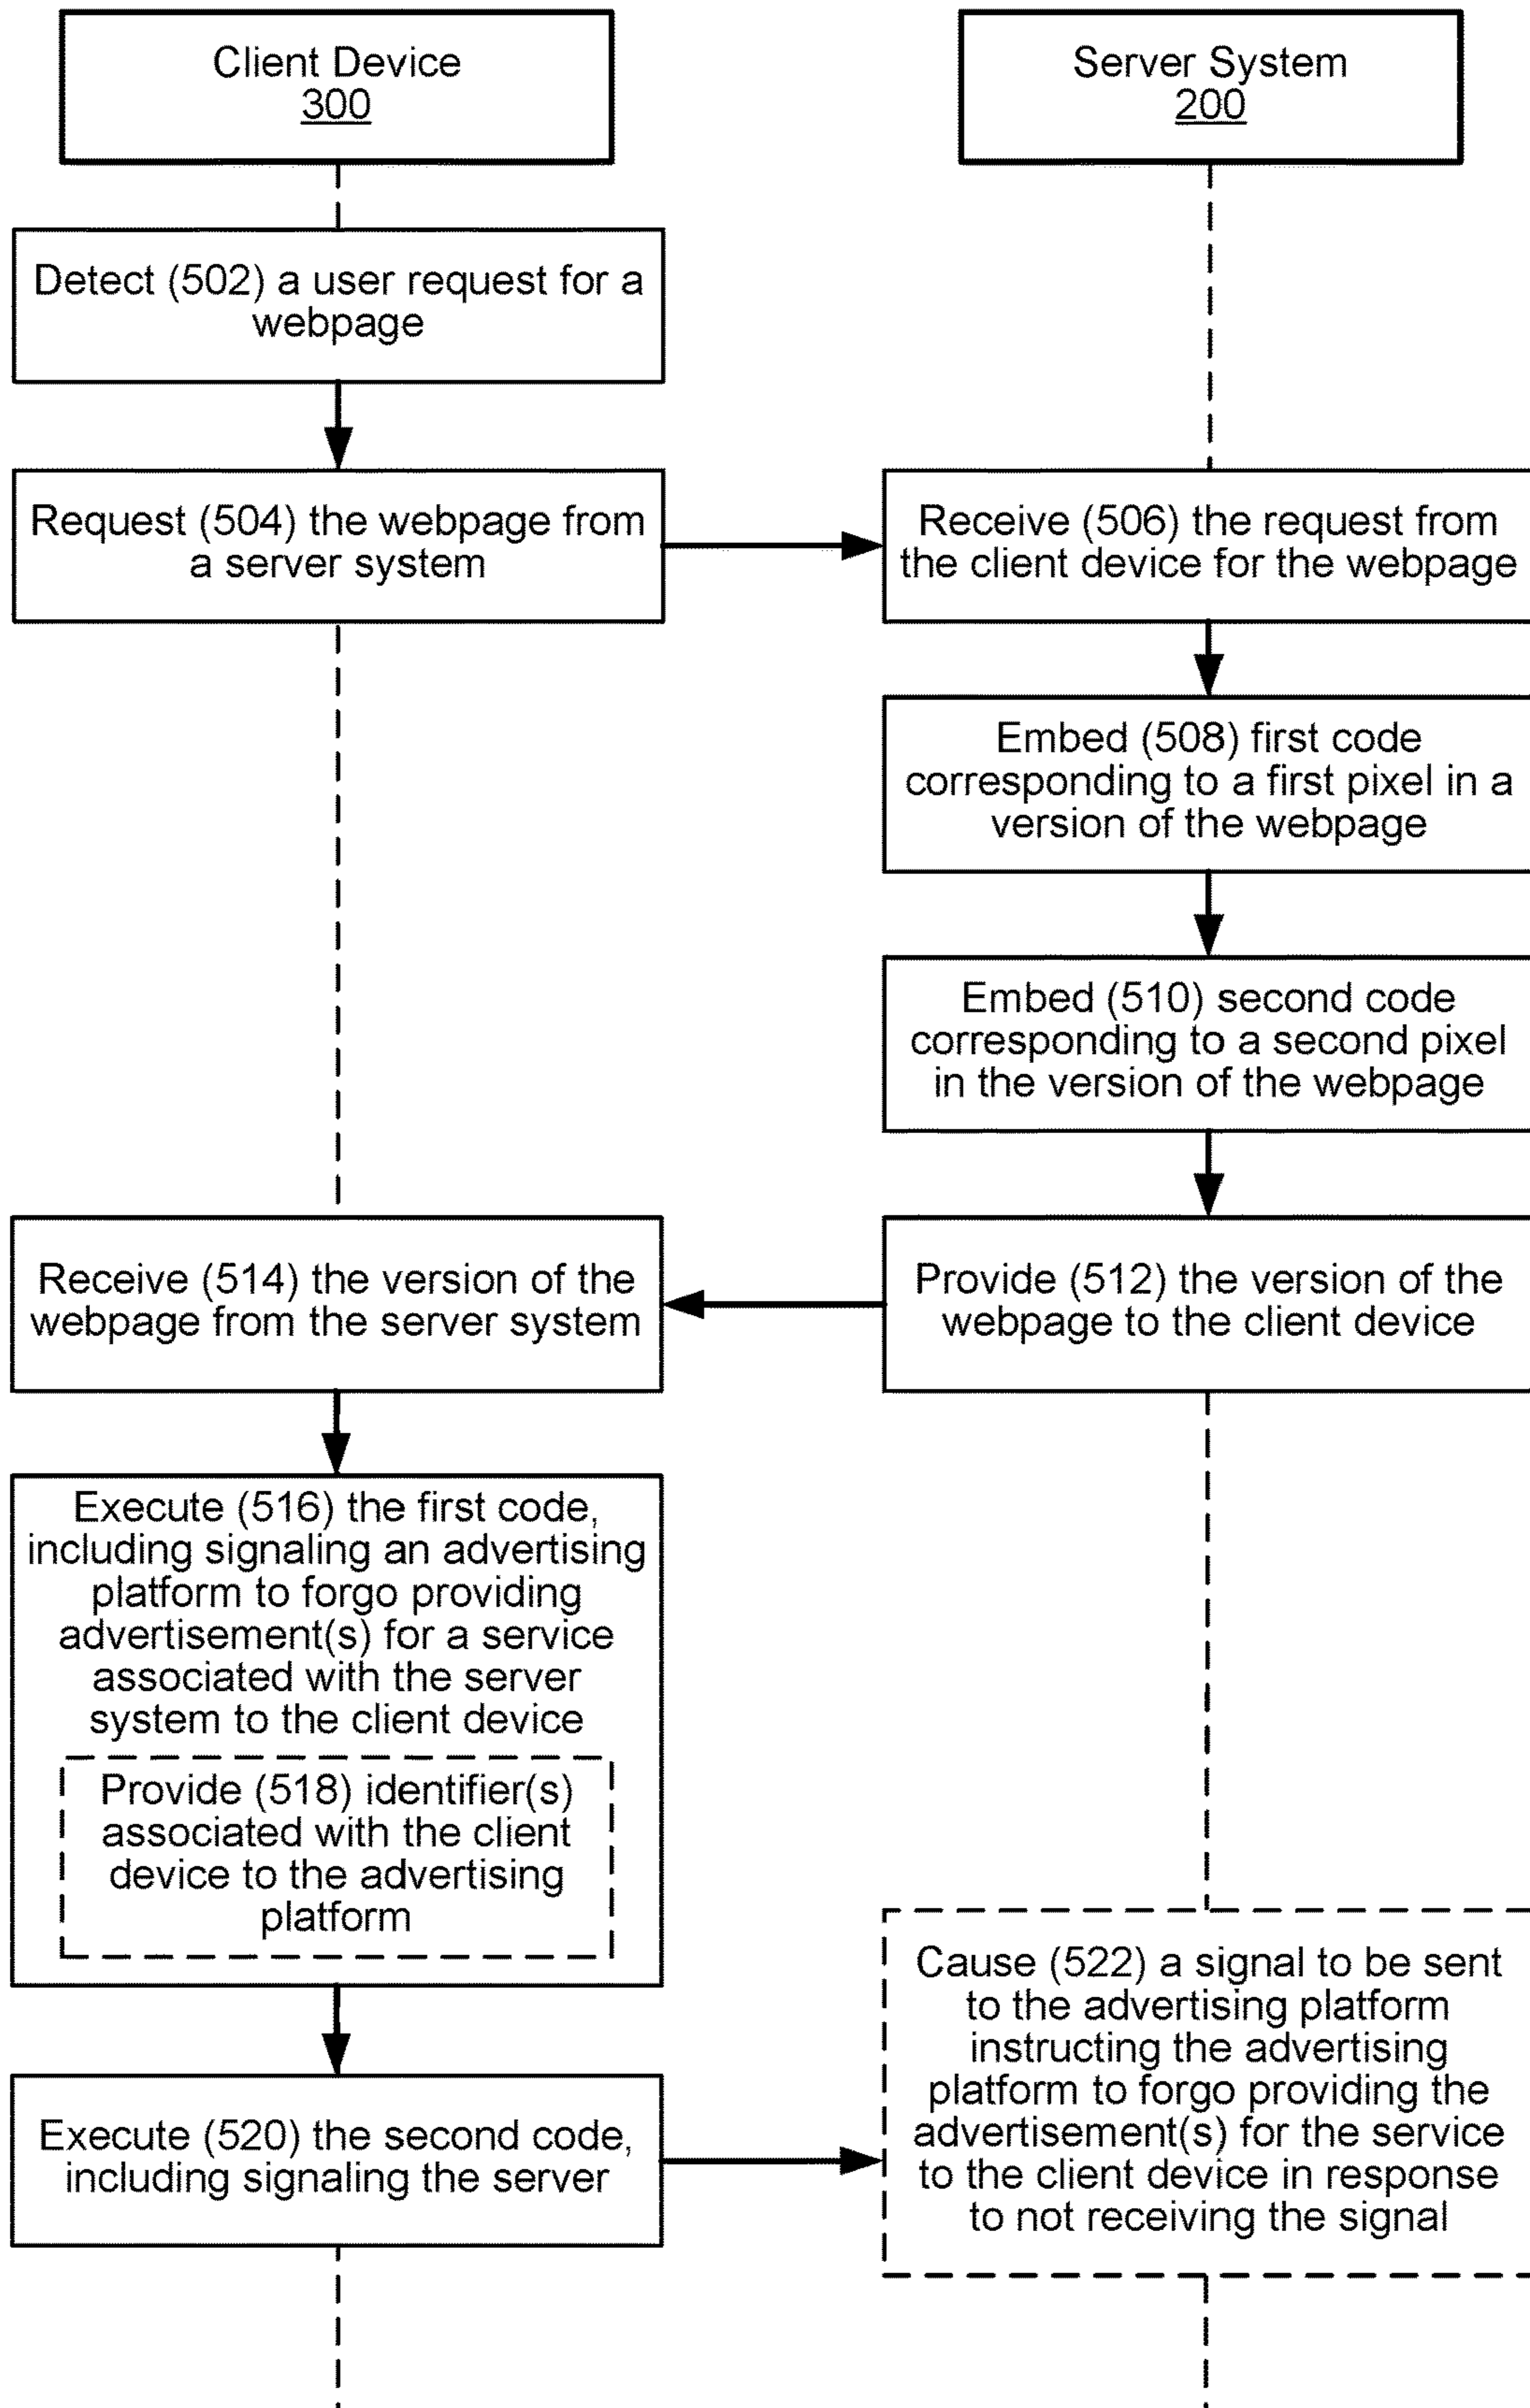 Client Device
300
Server System
200
Detect (502) a user request for a
webpage
Request (504) the webpage from
a server system
Receive (506) the request from
the client device for the webpage
Embed (508) first code
corresponding to a first pixel in a
version of the webpage
Embed (510) second code
corresponding to a second pixel
in the version of the webpage
Provide (512) the version of the
webpage to the client device
Receive (514) the version of the
webpage from the server system
Execute (516) the first code,
including signaling an advertising
platform to forgo providing
advertisement(s) for a service
associated with the server
system to the client device
Provide (518) identifier(s)
associated with the client
device to the advertising
platform
Execute (520) the second code,
including signaling the server
Cause (522) a signal to be sent
to the advertising platform
instructing the advertising
platform to forgo providing the
advertisement(s) for the service
to the client device in response
to not receiving the signal